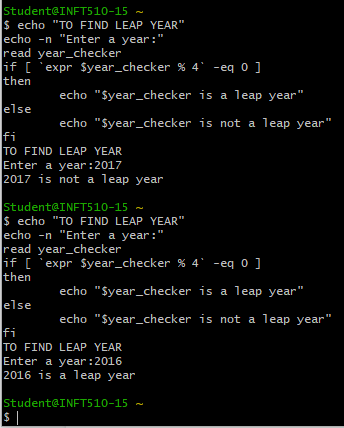 Student@INFT510-15 ~
$ echo "TO FIND LEAP YEAR"
echo -n "Enter a year:"
read year_checker
if [ `expr $year_checker % 4` -eq 0 ]
then
        echo "$year_checker is a leap year"
else
        echo "$year_checker is not a leap year"
fi
TO FIND LEAP YEAR
Enter a year:2017
2017 is not a leap year

Student@INFT510-15 ~
$ echo "TO FIND LEAP YEAR"
echo -n "Enter a year:"
read year_checker
if [ `expr $year_checker % 4` -eq 0 ]
then
        echo "$year_checker is a leap year"
else
        echo "$year_checker is not a leap year"
fi
TO FIND LEAP YEAR
Enter a year:2016
2016 is a leap year

Student@INFT510-15 ~
$